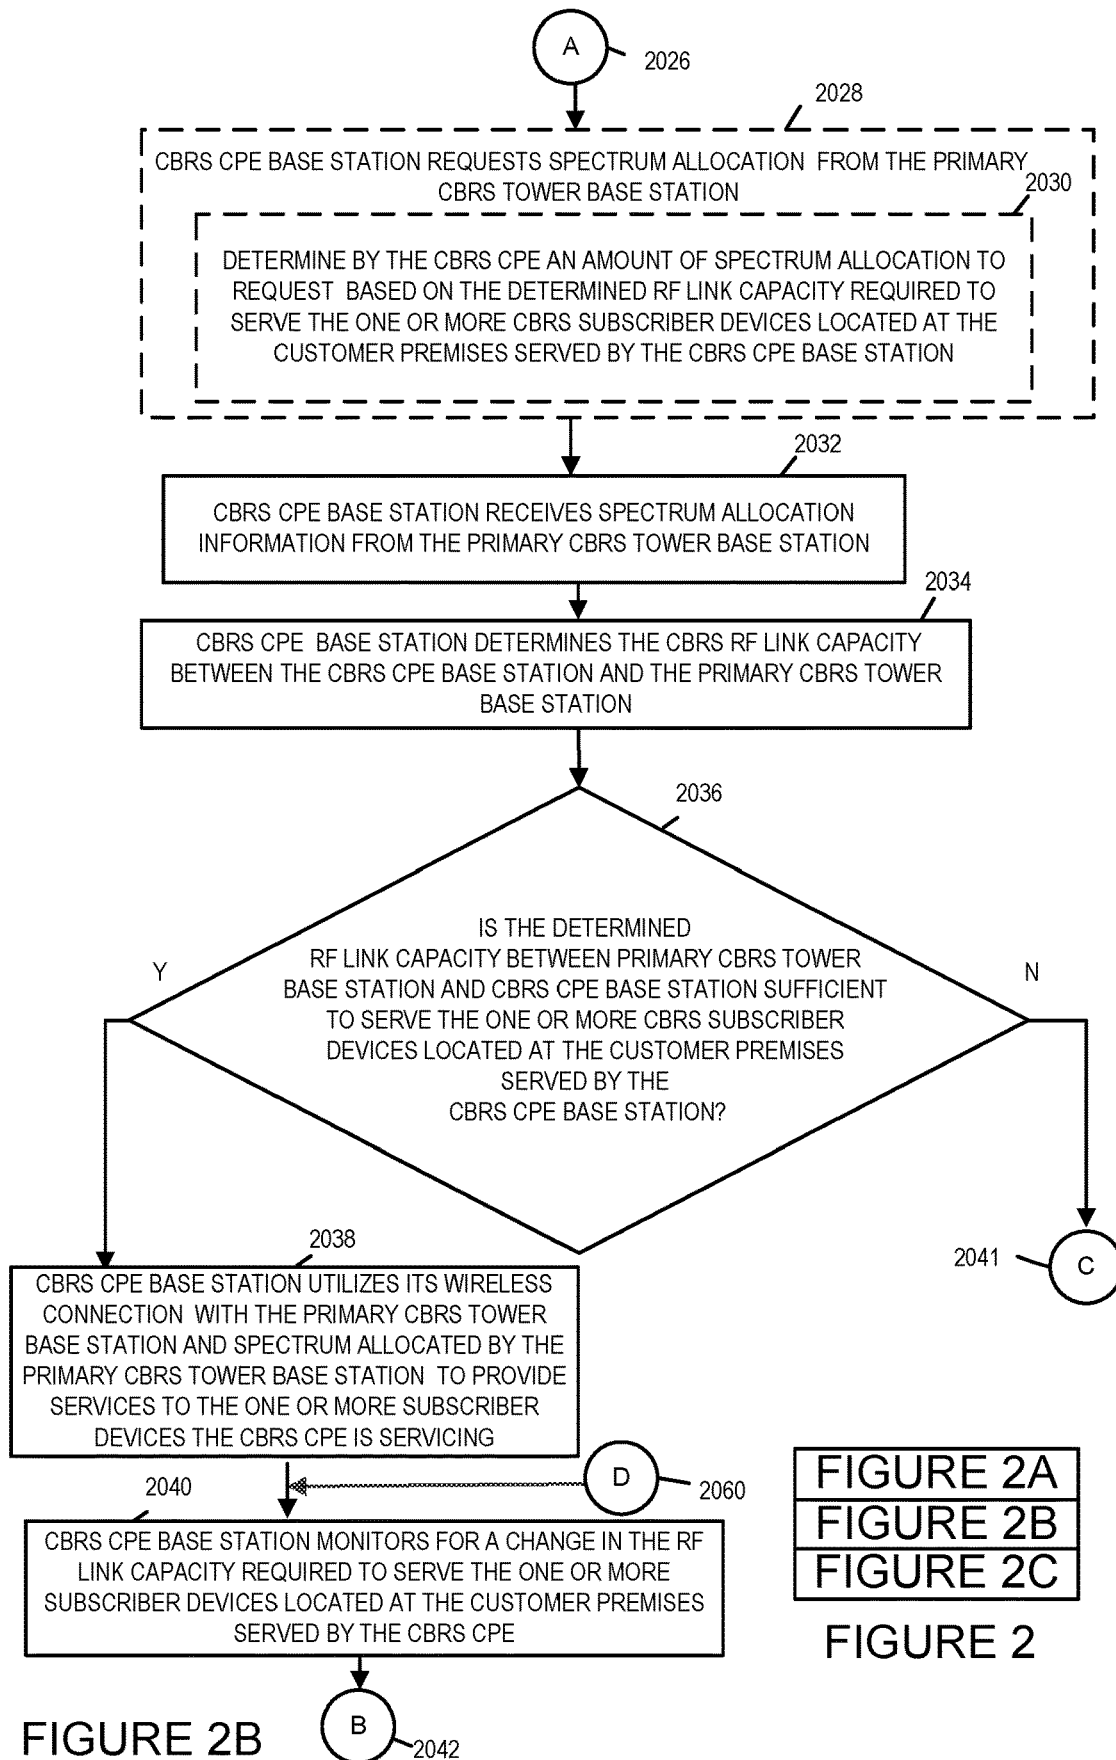 A
2026
2028
CBRS CPE BASE STATION REQUESTS SPECTRUM ALLOCATION FROM THE PRIMARY
CBRS TOWER BASE STATION
2030
DETERMINE BY THE CBRS CPE AN AMOUNT OF SPECTRUM ALLOCATION TO
REQUEST BASED ON THE DETERMINED RF LINK CAPACITY REQUIRED TO
SERVE THE ONE OR MORE CBRS SUBSCRIBER DEVICES LOCATED AT THE
CUSTOMER PREMISES SERVED BY THE CBRS CPE BASE STATION
2032
CBRS CPE BASE STATION RECEIVES SPECTRUM ALLOCATION
INFORMATION FROM THE PRIMARY CBRS TOWER BASE STATION
2034
CBRS CPE BASE STATION DETERMINES THE CBRS RF LINK CAPACITY
BETWEEN THE CBRS CPE BASE STATION AND THE PRIMARY CBRS TOWER
BASE STATION
2036
IS THE DETERMINED
RF LINK CAPACITY BETWEEN PRIMARY CBRS TOWER
BASE STATION AND CBRS CPE BASE STATION SUFFICIENT
TO SERVE THE ONE OR MORE CBRS SUBSCRIBER
DEVICES LOCATED AT THE CUSTOMER PREMISES
SERVED BY THE
CBRS CPE BASE STATION?
Y
N
2038
CBRS CPE BASE STATION UTILIZES ITS WIRELESS
CONNECTION WITH THE PRIMARY CBRS TOWER
BASE STATION AND SPECTRUM ALLOCATED BY THE
PRIMARY CBRS TOWER BASE STATION TO PROVIDE
SERVICES TO THE ONE OR MORE SUBSCRIBER
DEVICES THE CBRS CPE IS SERVICING
2041
C
D
2060
2040
CBRS CPE BASE STATION MONITORS FOR A CHANGE IN THE RF
LINK CAPACITY REQUIRED TO SERVE THE ONE OR MORE
SUBSCRIBER DEVICES LOCATED AT THE CUSTOMER PREMISES
SERVED BY THE CBRS CPE
B
2042
FIGURE 2A
FIGURE 2B
FIGURE 2C
FIGURE 2
FIGURE 2B